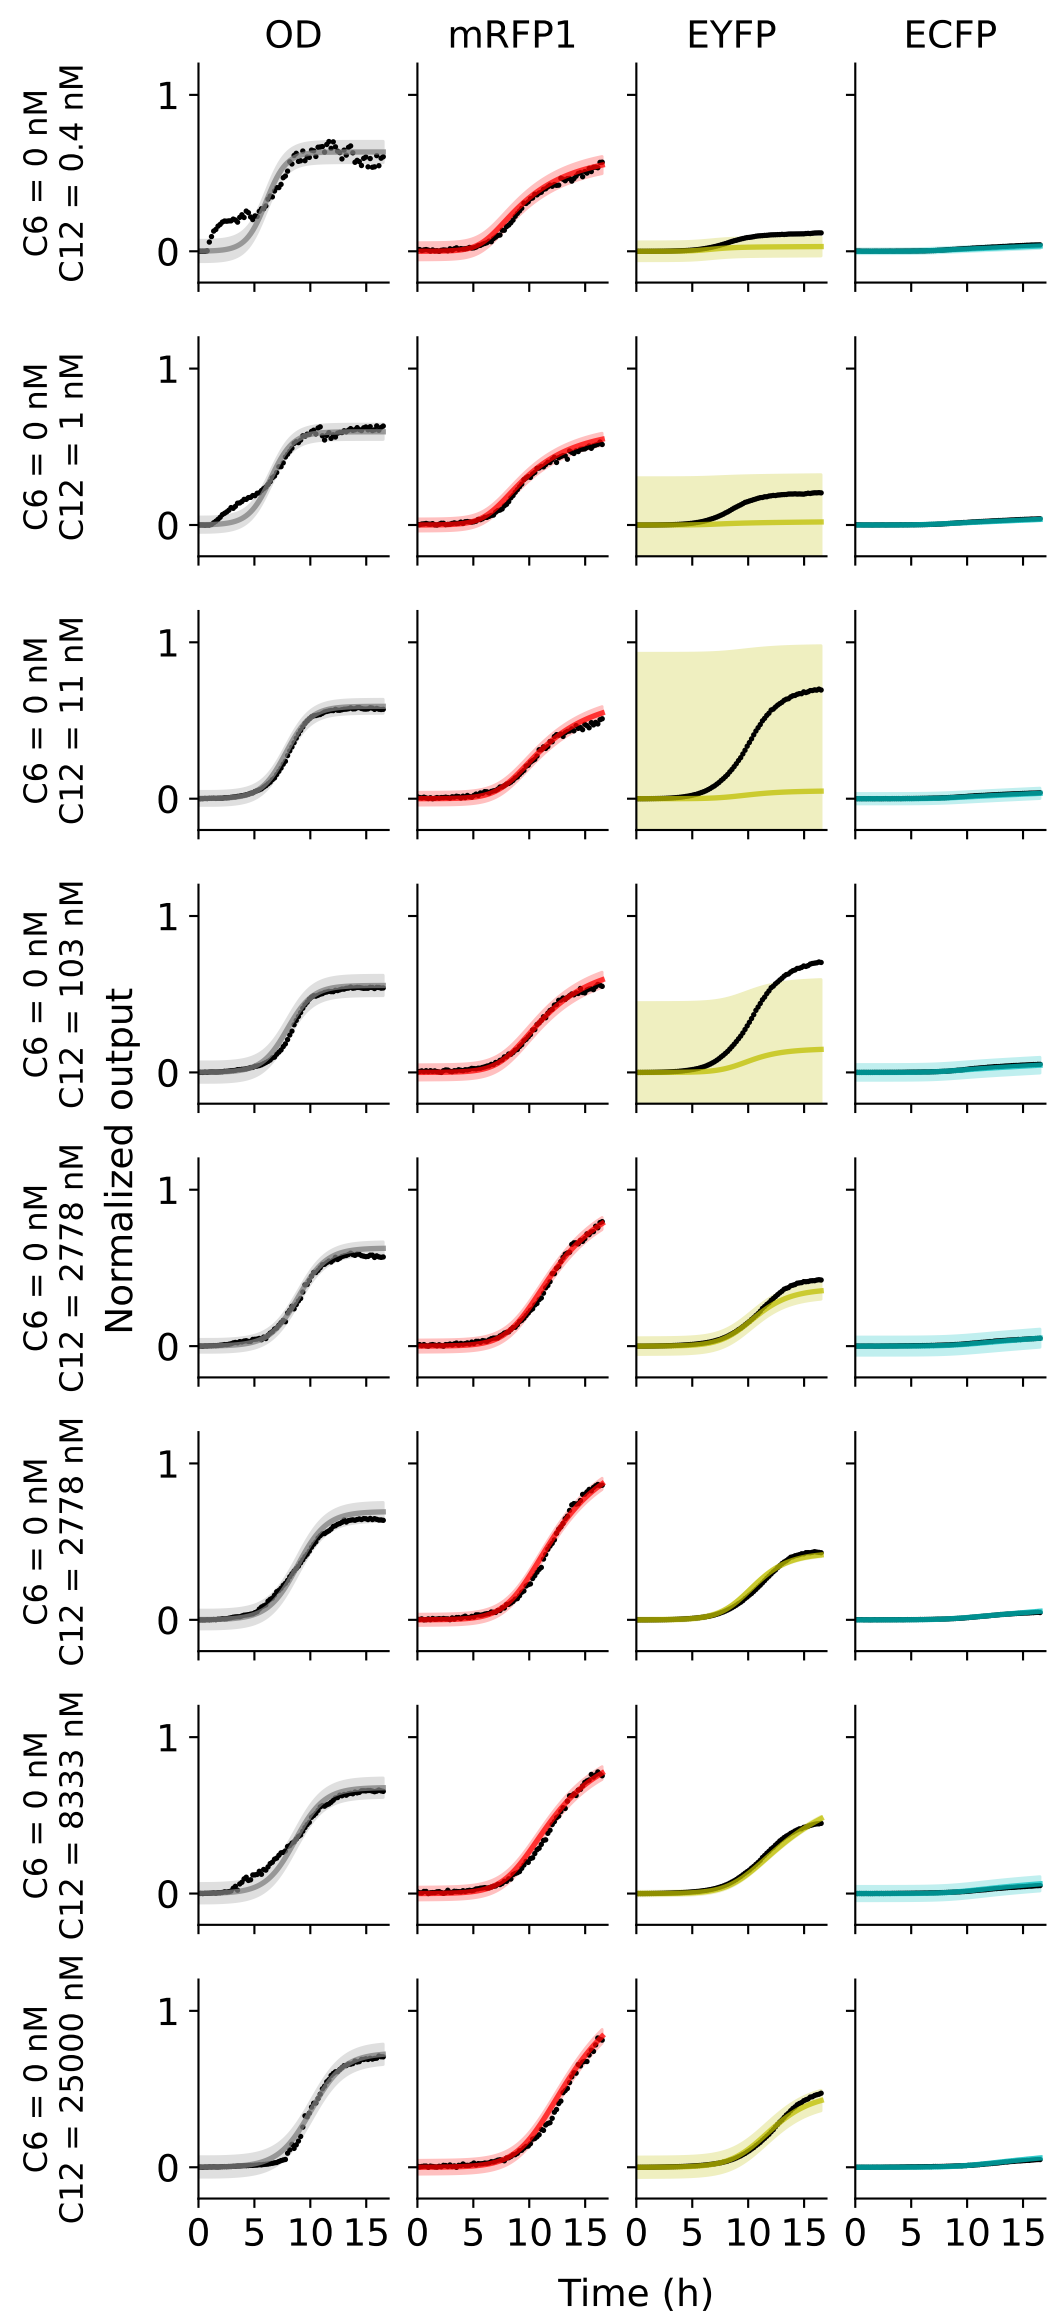 OD mRFP1 EYFP ECFP
C6 = 0 nM
C12 = 0.4 nM
1
0
C6 = 0 nM
C12 = 1 nM
1
0
C6 = 0 nM
C12 = 11 nM
1
0
C6 = 0 nM
C12 = 103 nM
1
0
Normalized output
C6 = 0 nM
C12 = 2778 nM
1
0
C6 = 0 nM
C12 = 2778 nM
1
0
C6 = 0 nM
C12 = 8333 nM
1
0
C6 = 0 nM
C12 = 25000 nM
1
0
0 5 10 15 0 5 10 15 0 5 10 15 0 5 10 15
Time (h)